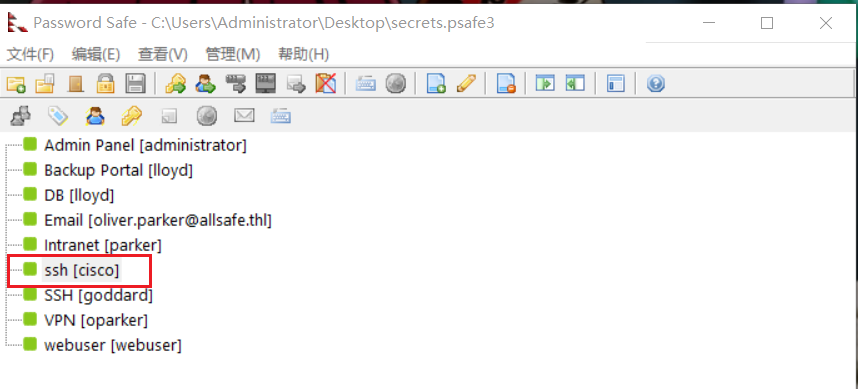 Password Safe - C:\Users\Administrator\Desktop\secrets.psafe3
文件(F) 编辑(E) 查看(V) 管理(M) 帮助(H)
Admin Panel [administrator]
Backup Portal [lloyd]
DB [lloyd]
Email [oliver.parker@allsafe.thl]
Intranet [parker]
ssh [cisco]
SSH [goddard]
VPN [oparker]
webuser [webuser]